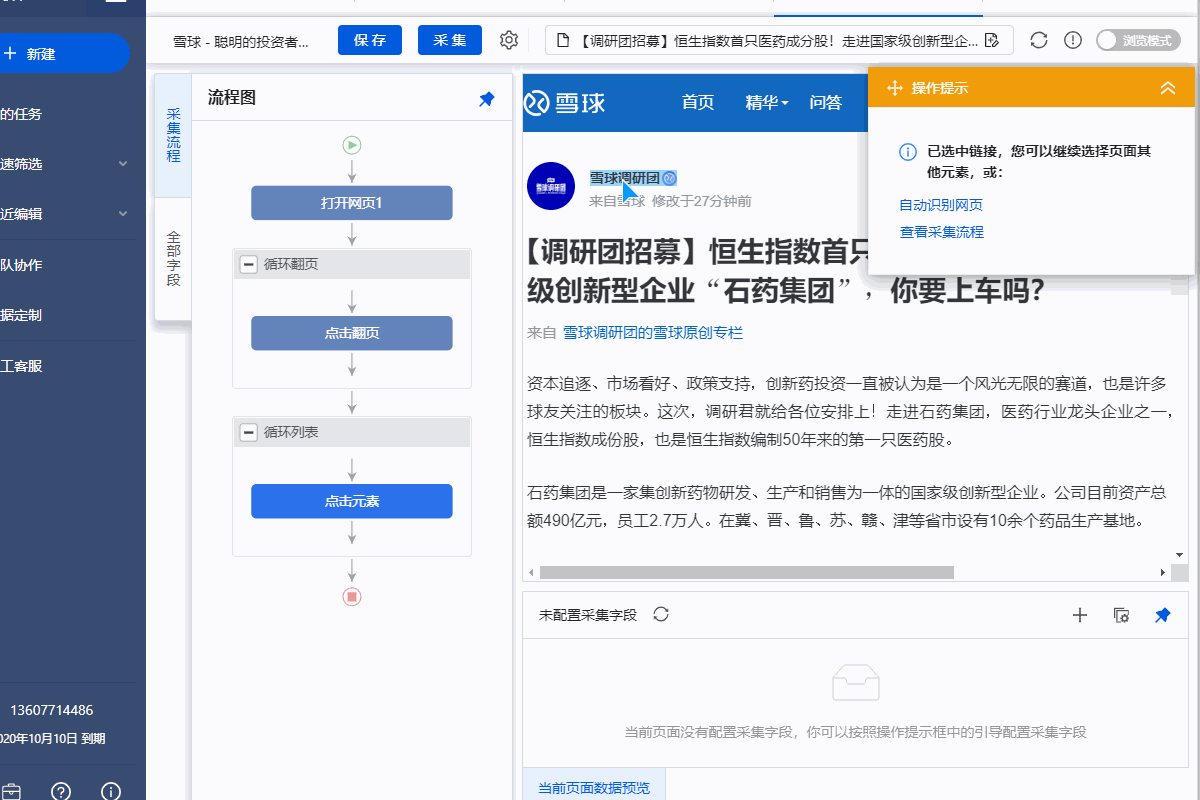 新建
的任务
速筛选
近编辑
队协作
据定制
工客服
13607714486
020年10月10日 到期
雪球 - 聪明的投资者...
保 存
采 集
【调研团招募】恒生指数首只医药成分股！走进国家级创新型企...
浏览模式
采集流程
全部字段
流程图
打开网页1
循环翻页
点击翻页
循环列表
点击元素
雪球
首页
精华
问答
操作提示
已选中链接，您可以继续选择页面其
他元素，或：
自动识别网页
查看采集流程
雪球调研团
来自雪球 修改于27分钟前
【调研团招募】恒生指数首只
级创新型企业“石药集团”，你要上车吗？
来自 雪球调研团的雪球原创专栏
资本追逐、市场看好、政策支持，创新药投资一直被认为是一个风光无限的赛道，也是许多
球友关注的板块。这次，调研君就给各位安排上！走进石药集团，医药行业龙头企业之一，
恒生指数成份股，也是恒生指数编制50年来的第一只医药股。
石药集团是一家集创新药物研发、生产和销售为一体的国家级创新型企业。公司目前资产总
额490亿元，员工2.7万人。在冀、晋、鲁、苏、赣、津等省市设有10余个药品生产基地。
未配置采集字段
当前页面没有配置采集字段，你可以按照操作提示框中的引导配置采集字段
当前页面数据预览